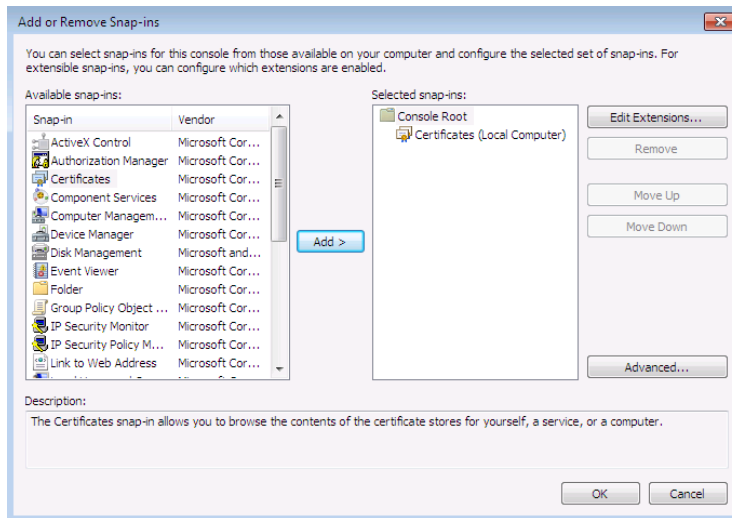 Add or Remove Snap-ins
You can select snap-ins for this console from those available on your computer and configure the selected set of snap-ins. For
extensible snap-ins, you can configure which extensions are enabled.
Available snap-ins:
Selected snap-ins:
Snap-in Vendor
ActiveX Control Microsoft Cor...
Authorization Manager Microsoft Cor...
Certificates Microsoft Cor...
Component Services Microsoft Cor...
Computer Managem... Microsoft Cor...
Device Manager Microsoft Cor...
Disk Management Microsoft and...
Event Viewer Microsoft Cor...
Folder Microsoft Cor...
Group Policy Object ... Microsoft Cor...
IP Security Monitor Microsoft Cor...
IP Security Policy M... Microsoft Cor...
Link to Web Address Microsoft Cor...
Add >
Console Root
Certificates (Local Computer)
Edit Extensions...
Remove
Move Up
Move Down
Advanced...
Description:
The Certificates snap-in allows you to browse the contents of the certificate stores for yourself, a service, or a computer.
OK
Cancel